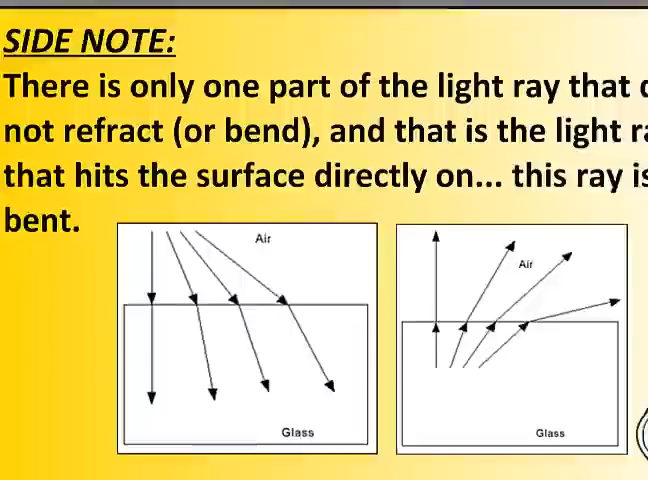 SIDE NOTE:
There is only one part of the light ray that
not refract (or bend), and that is the light
that hits the surface directly on... this ray is
bent.
Air
Glass
Air
Glass